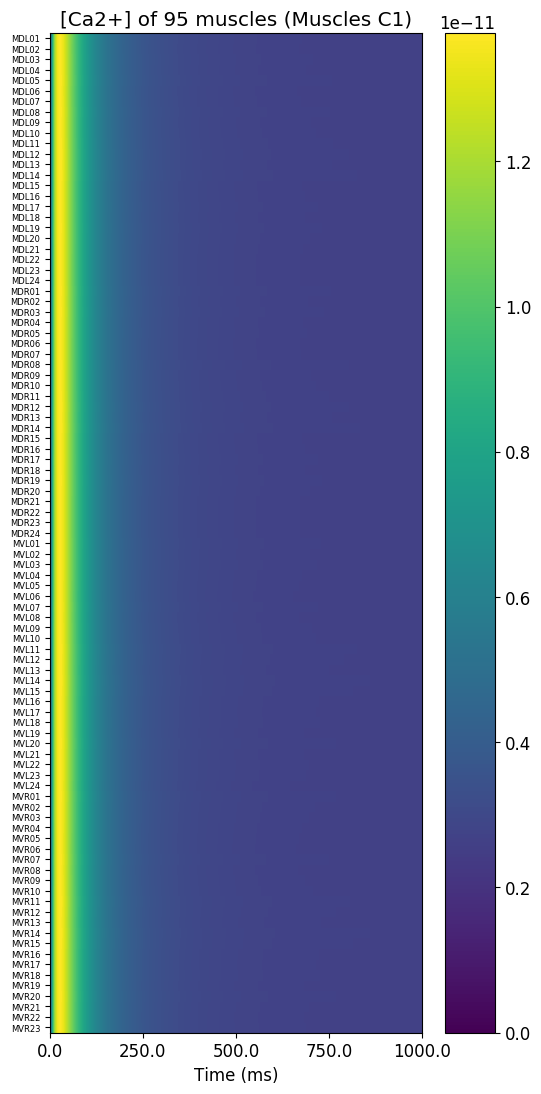 [Ca2+] of 95 muscles (Muscles C1)
1e−11
MDL01
MDL02
MDL03
MDL04
MDL05
MDL06
MDL07
MDL08
MDL09
MDL10
MDL11
MDL12
MDL13
MDL14
MDL15
MDL16
MDL17
MDL18
MDL19
MDL20
MDL21
MDL22
MDL23
MDL24
MDR01
MDR02
MDR03
MDR04
MDR05
MDR06
MDR07
MDR08
MDR09
MDR10
MDR11
MDR12
MDR13
MDR14
MDR15
MDR16
MDR17
MDR18
MDR19
MDR20
MDR21
MDR22
MDR23
MDR24
MVL01
MVL02
MVL03
MVL04
MVL05
MVL06
MVL07
MVL08
MVL09
MVL10
MVL11
MVL12
MVL13
MVL14
MVL15
MVL16
MVL17
MVL18
MVL19
MVL20
MVL21
MVL22
MVL23
MVL24
MVR01
MVR02
MVR03
MVR04
MVR05
MVR06
MVR07
MVR08
MVR09
MVR10
MVR11
MVR12
MVR13
MVR14
MVR15
MVR16
MVR17
MVR18
MVR19
MVR20
MVR21
MVR22
MVR23
0.0 250.0 500.0 750.0 1000.0
Time (ms)
1.2
1.0
0.8
0.6
0.4
0.2
0.0